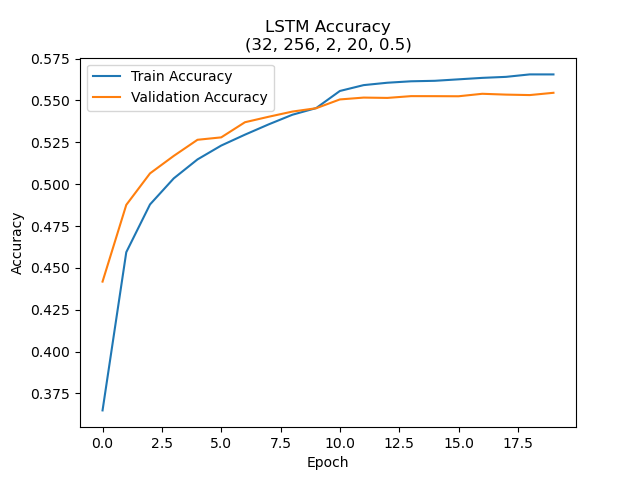 LSTM Accuracy
(32, 256, 2, 20, 0.5)
Train Accuracy
Validation Accuracy
Accuracy
0.575
0.550
0.525
0.500
0.475
0.450
0.425
0.400
0.375
0.0 2.5 5.0 7.5 10.0 12.5 15.0 17.5
Epoch